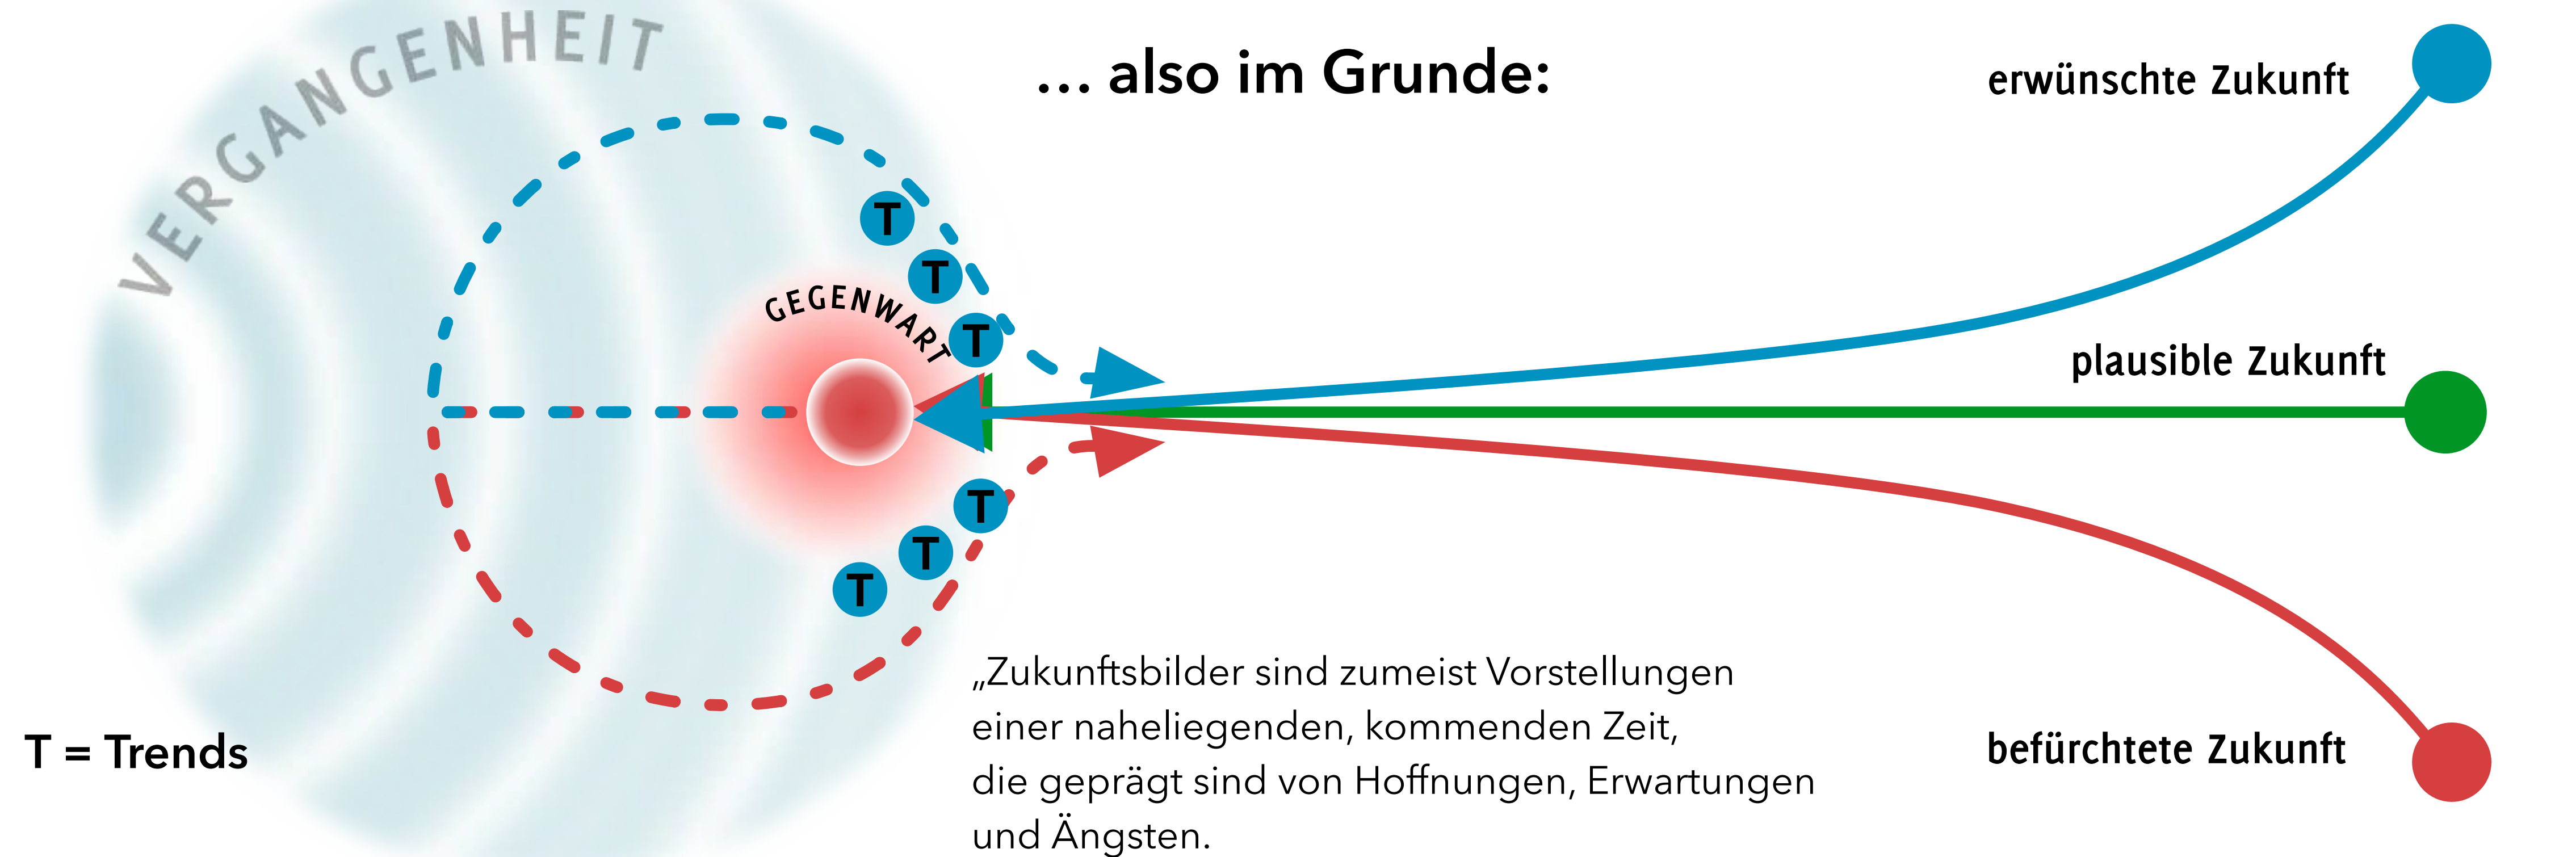 VERGANGENHEIT
… also im Grunde:
erwünschte Zukunft
T
T
GEGENWART
T
plausible Zukunft
T
T
T
„Zukunftsbilder sind zumeist Vorstellungen
einer naheliegenden, kommenden Zeit,
die geprägt sind von Hoffnungen, Erwartungen
und Ängsten.
T = Trends
befürchtete Zukunft